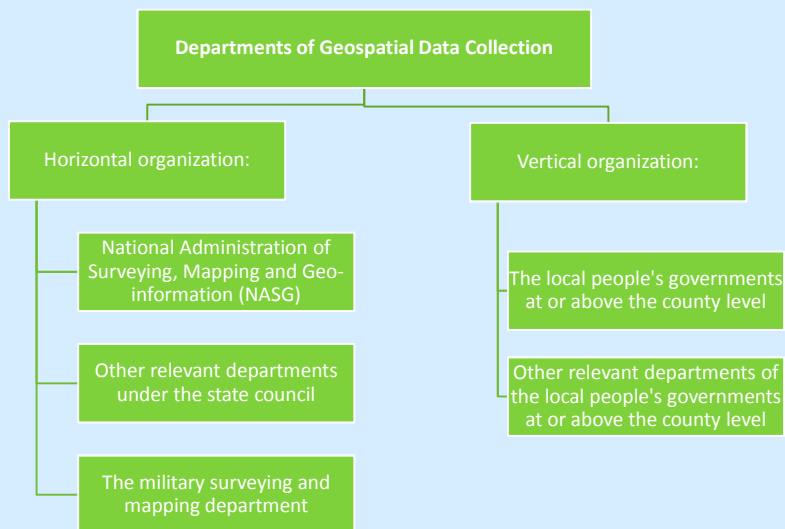 Departments of Geospatial Data Collection
Horizontal organization:
National Administration of
Surveying, Mapping and Geo-
information (NASG)
Other relevant departments
under the state council
The military surveying and
mapping department
Vertical organization:
The local people's governments
at or above the county level
Other relevant departments of
the local people's governments
at or above the county level